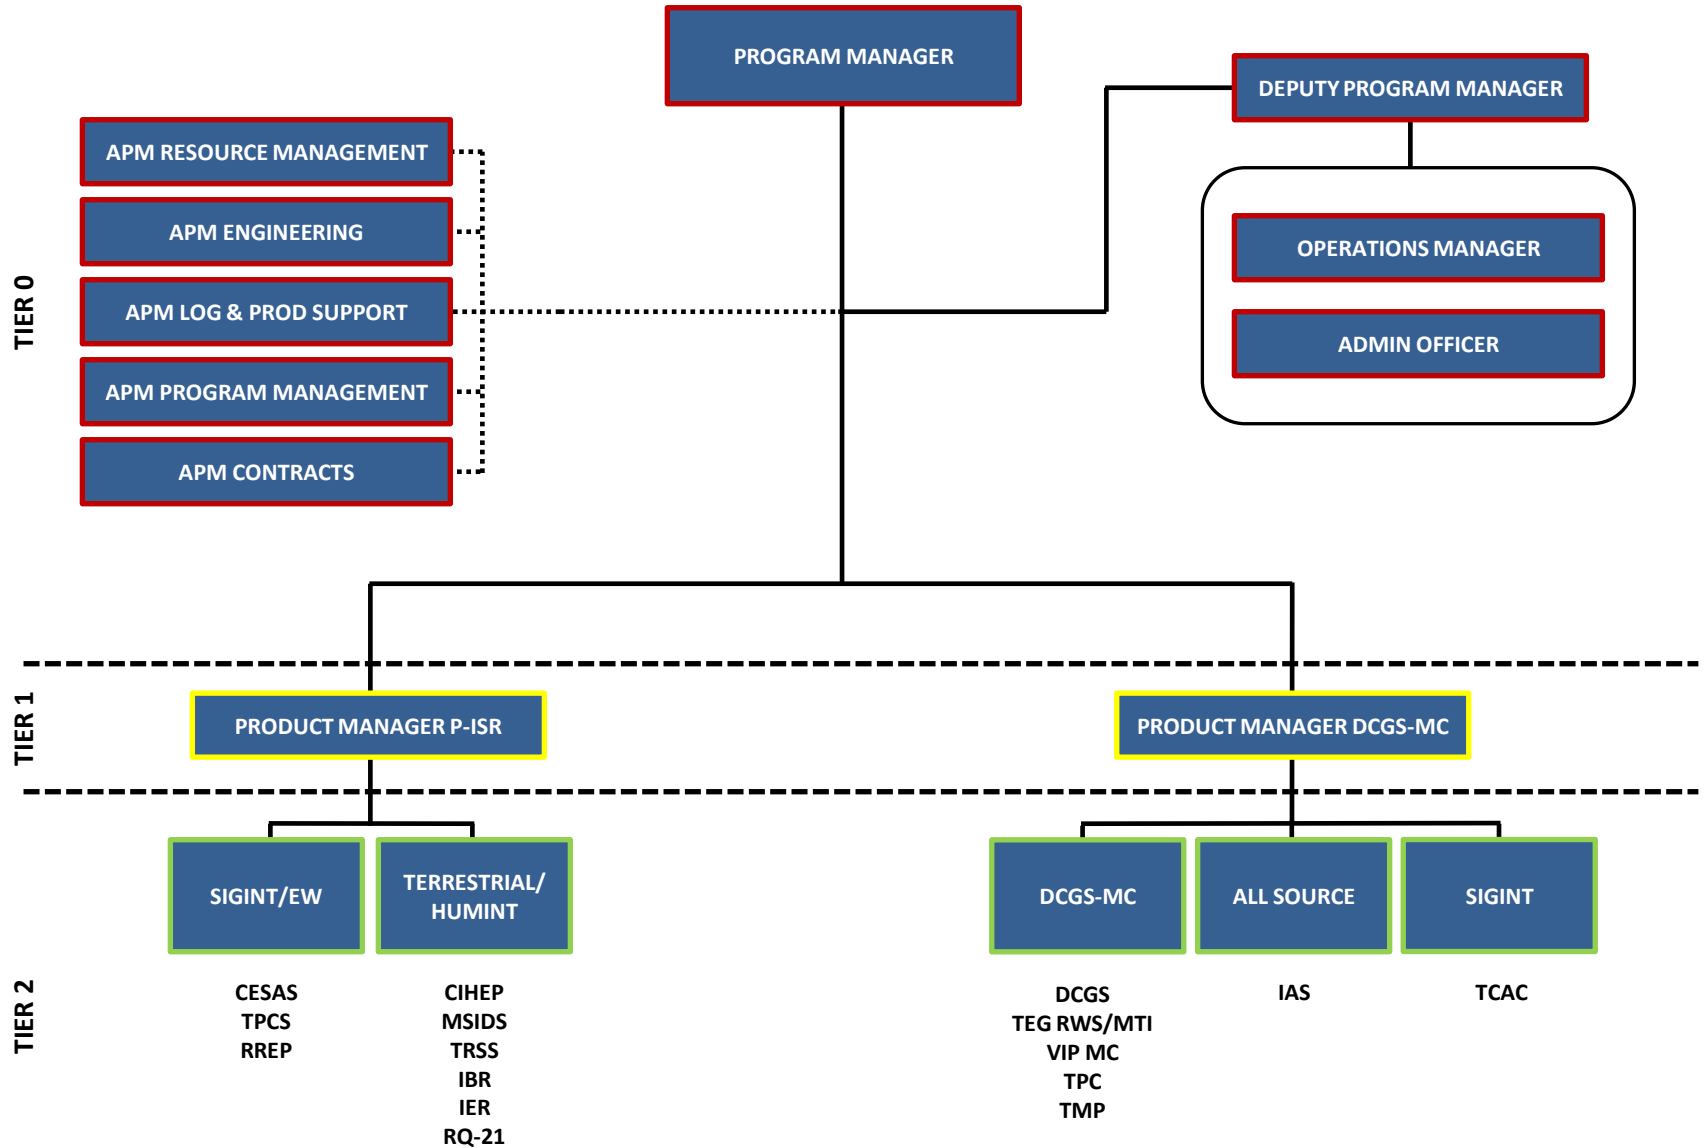 PROGRAM MANAGER
DEPUTY PROGRAM MANAGER
OPERATIONS MANAGER
ADMIN OFFICER
TIER 0
APM RESOURCE MANAGEMENT
APM ENGINEERING
APM LOG & PROD SUPPORT
APM PROGRAM MANAGEMENT
APM CONTRACTS
TIER 1
PRODUCT MANAGER P-ISR
PRODUCT MANAGER DCGS-MC
TIER 2
SIGINT/EW
CESAS
TPCS
RREP
TERRESTRIAL/
HUMINT
CIHEP
MSIDS
TRSS
IBR
IER
RQ-21
DCGS-MC
DCGS
TEG RWS/MTI
VIP MC
TPC
TMP
ALL SOURCE
IAS
SIGINT
TCAC